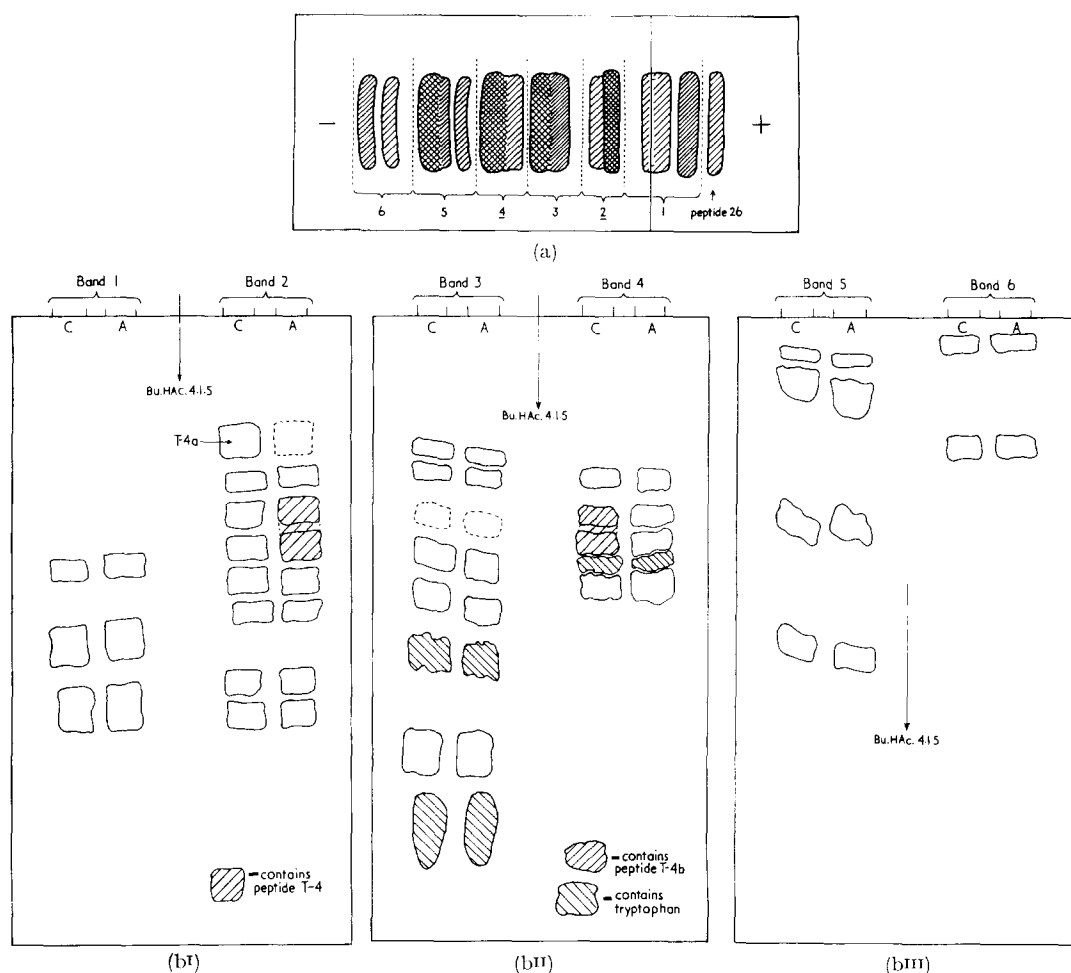 − +
6 5 4 3 2 1 peptide 26
(a)
Band 1 Band 2 Band 3 Band 4 Band 5 Band 6
C A C A C A C A C A C A
Bu.HAc. 4.1.5
T-4a
Bu.HAc. 4.1.5
Bu.HAc. 4.1.5
= contains
peptide T-4
= contains
peptide T-4b
= contains
tryptophan
(bI) (bII) (bIII)